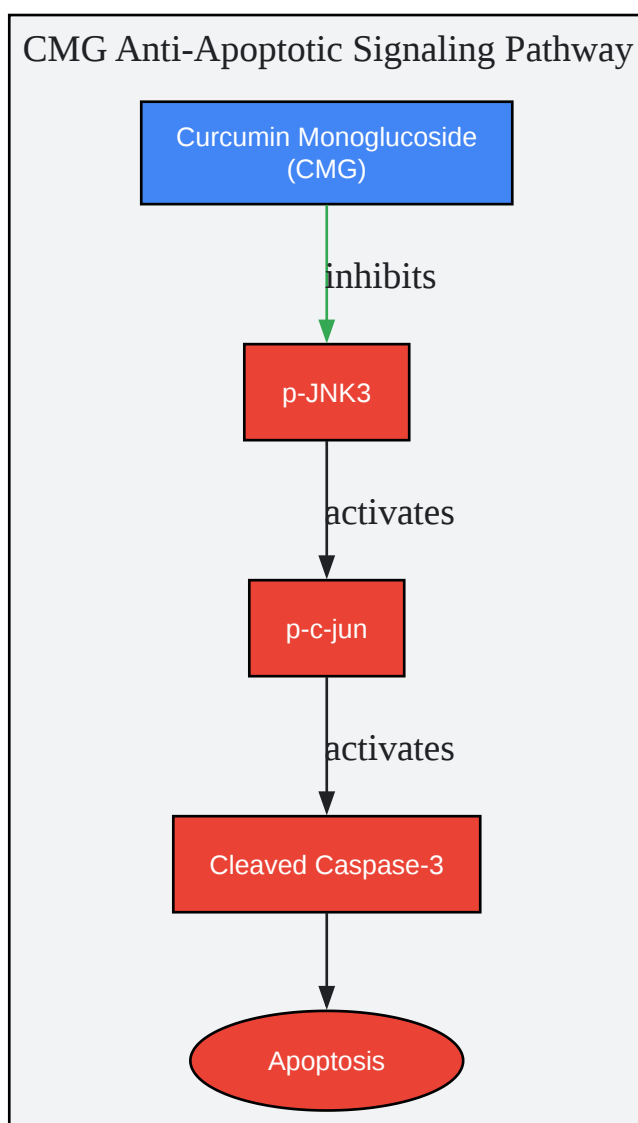 CMG Anti-Apoptotic Signaling Pathway
Curcumin Monoglucoside
(CMG)
inhibits
p-JNK3
activates
p-c-jun
activates
Cleaved Caspase-3
Apoptosis